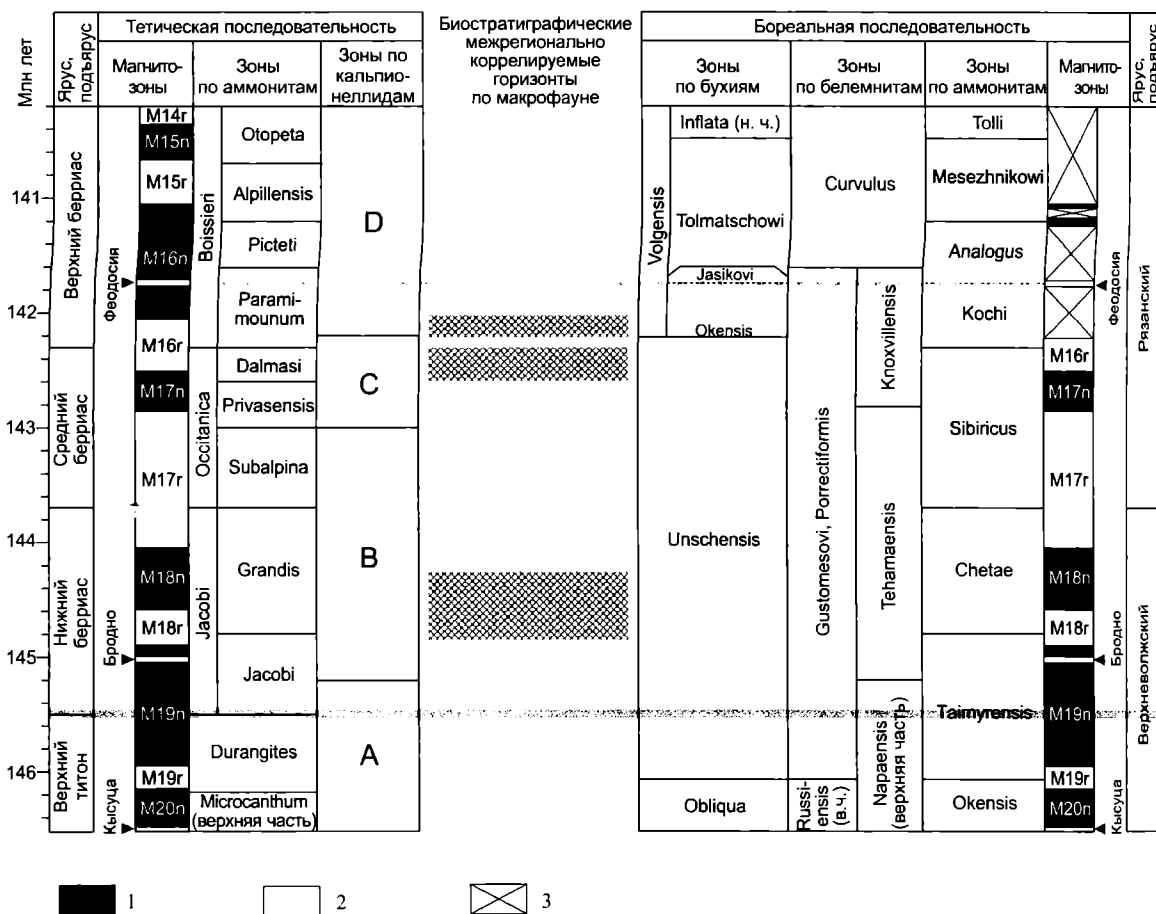 Млн лет
Ярус,
подъярус
Тетическая последовательность
Магнито-
зоны
Зоны
по аммонитам
Зоны по
кальпио-
неллидам
Биостратиграфические
межрегионально
коррелируемые
горизонты
по макрофауне
Бореальная последовательность
Зоны
по бухиям
Зоны
по белемнитам
Зоны
по аммонитам
Магнито-
зоны
Ярус,
подъярус
141
142
143
144
145
146
Верхний берриас
Средний берриас
Нижний
берриас
Верхний
титон
Феодосия
Бродно
Кысуца
M14r
M15n
M15r
M16n
M16r
M17n
M17r
M18n
M18r
M19n
M19r
M20n
Boissieri
Occitanica
Jacobi
Otopeta
Alpillensis
Picteti
Parami-
mounum
Dalmasi
Privasensis
Subalpina
Grandis
Jacobi
Durangites
Microcanthum
(верхняя часть)
D
C
B
A
Volgensis
Inflata (н. ч.)
Tolmatschowi
Jasikovi
Okensis
Unschensis
Obliqua
Curvulus
Gustomesovi, Porrectiformis
Russi-
ensis
(в.ч.)
Knoxvillensis
Tehamaensis
Napaensis
(верхняя часть)
Tolli
Mesezhnikowi
Analogus
Kochi
Sibiricus
Chetae
Taimyrensis
Okensis
M16r
M17n
M17r
M18n
M18r
M19n
M19r
M20n
Феодосия
Бродно
Кысуца
Рязанский
Верхневолжский
1
2
3